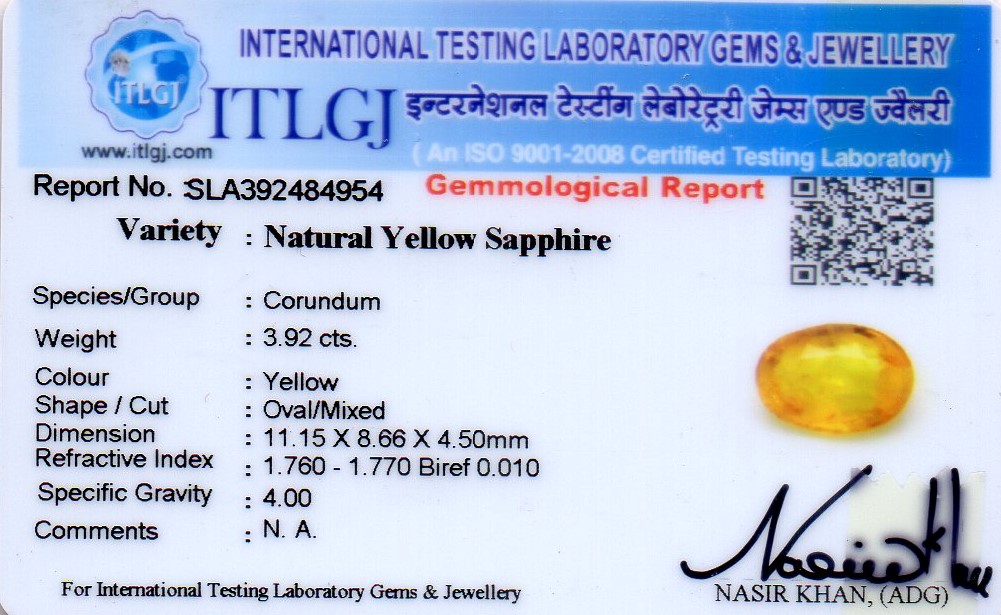 INTERNATIONAL TESTING LABORATORY GEMS & JEWELLERY
ITLGJ
ITLGJ इन्टरनेशनल टेस्टींग लेबोरेट्ररी जेम्स एण्ड ज्वैलरी
www.itlgj.com
( An ISO 9001-2008 Certified Testing Laboratory)
Report No. :SLA392484954
Gemmological Report
Variety : Natural Yellow Sapphire
Species/Group : Corundum
Weight : 3.92 cts.
Colour : Yellow
Shape / Cut : Oval/Mixed
Dimension : 11.15 X 8.66 X 4.50mm
Refractive Index : 1.760 - 1.770 Biref 0.010
Specific Gravity : 4.00
Comments : N. A.
For International Testing Laboratory Gems & Jewellery
NASIR KHAN, (ADG)